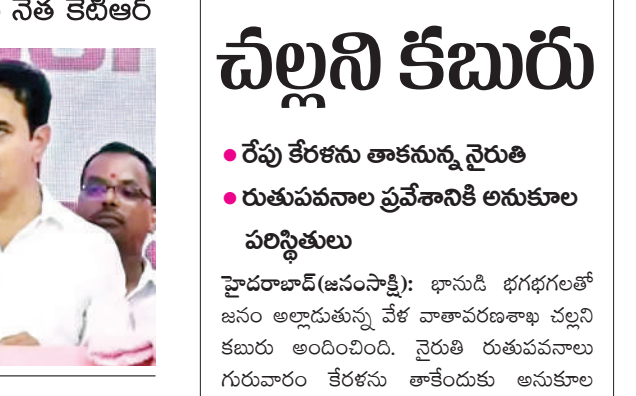 నేత కెటిఆర్
చల్లని కబురు
• రేపు కేరళను తాకనున్న నైరుతి
• రుతుపవనాల ప్రవేశానికి అనుకూల
పరిస్థితులు
హైదరాబాద్(జనంసాక్షి): భానుడి భగభగలతో
జనం అల్లాడుతున్న వేళ వాతావరణశాఖ చల్లని
కబురు అందించింది. నైరుతి రుతుపవనాలు
గురువారం కేరళను తాకేందుకు అనుకూల